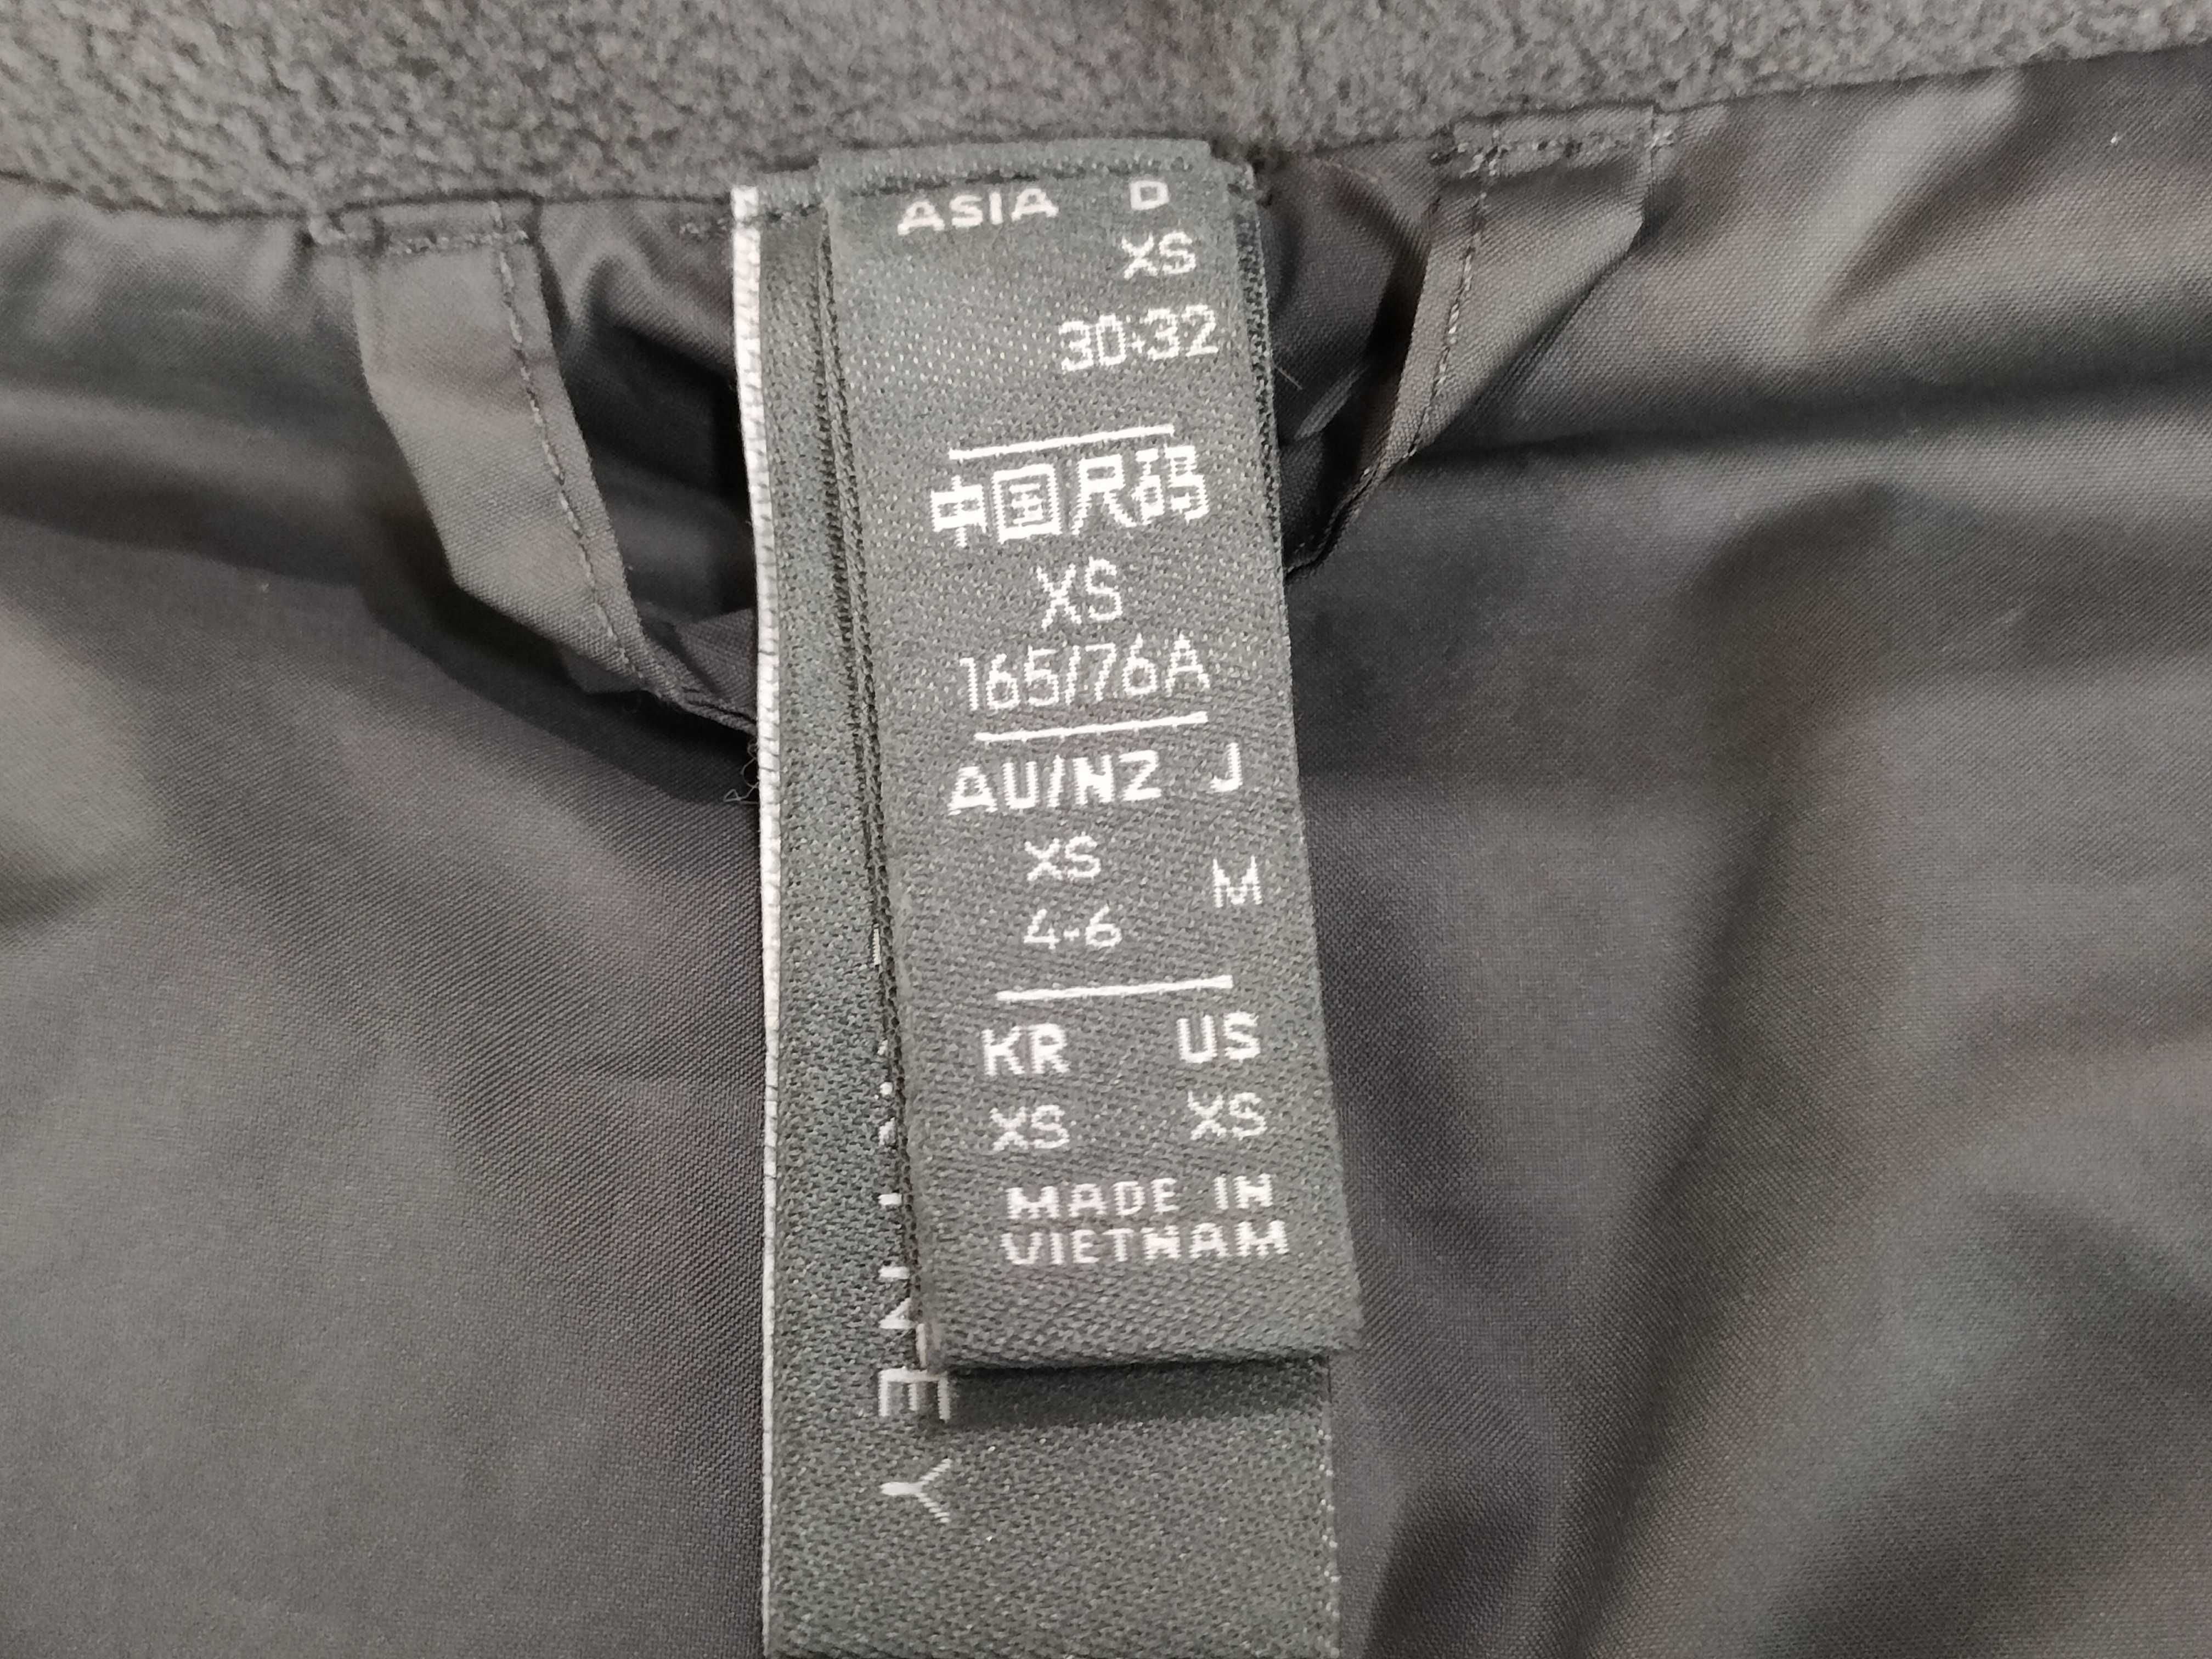 ASIA D
XS
30-32
中国尺码
XS
165/76A
AU/NZ J
XS
M
4-6
KR US
XS XS
MADE IN
VIETNAM